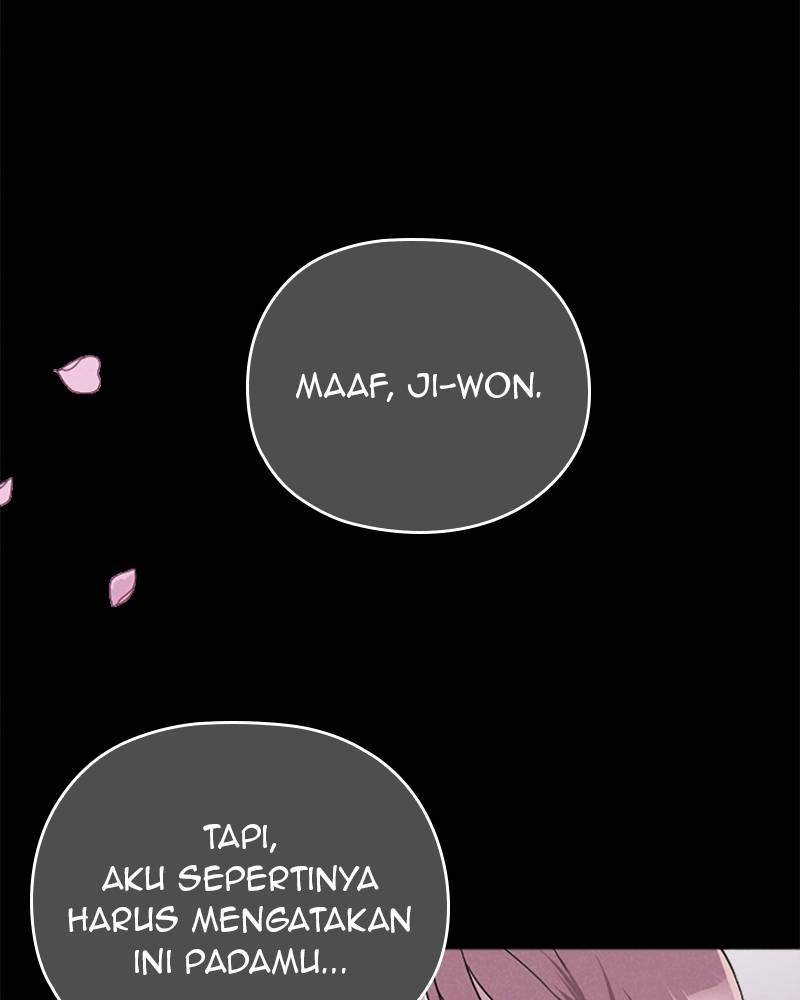 MAAF, JI-WON.
TAPI,
AKU SEPERTINYA
HARUS MENGATAKAN
INI PADAMU...